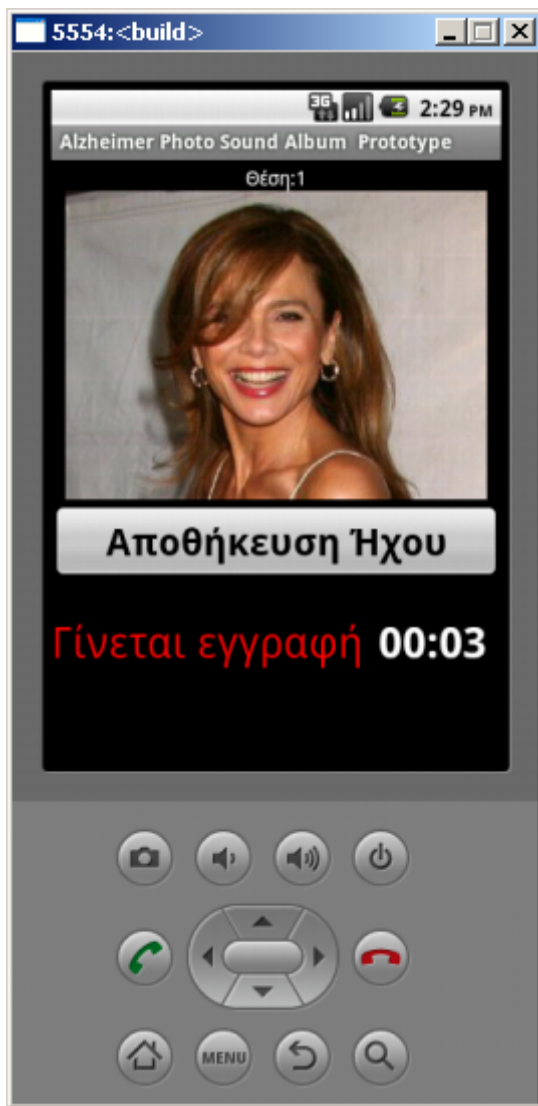 5554:<build>
3G 2:29 PM
Alzheimer Photo Sound Album Prototype
Θέση:1
Αποθήκευση Ήχου
Γίνεται εγγραφή 00:03
MENU